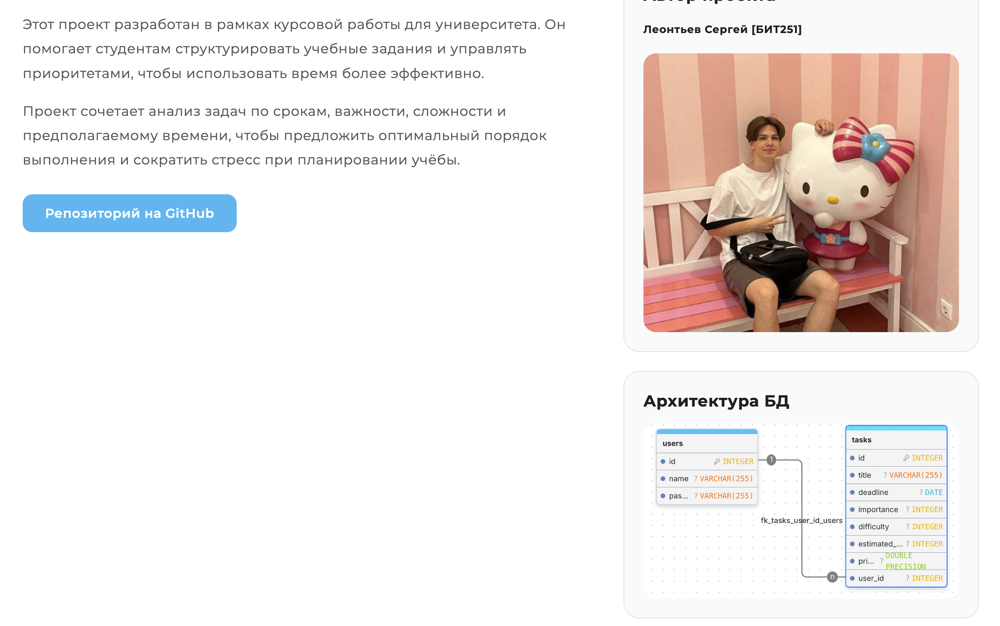 Этот проект разработан в рамках курсовой работы для университета. Он
помогает студентам структурировать учебные задания и управлять
приоритетами, чтобы использовать время более эффективно.
Проект сочетает анализ задач по срокам, важности, сложности и
предполагаемому времени, чтобы предложить оптимальный порядок
выполнения и сократить стресс при планировании учёбы.
Репозиторий на GitHub
Автор проекта
Леонтьев Сергей [БИТ251]
Архитектура БД
users
id INTEGER
name ? VARCHAR(255)
pas... ? VARCHAR(255)
1
fk_tasks_user_id_users
n
tasks
id INTEGER
title ? VARCHAR(255)
deadline ? DATE
importance ? INTEGER
difficulty ? INTEGER
estimated_... ? INTEGER
pri... ? DOUBLE
PRECISION
user_id ? INTEGER